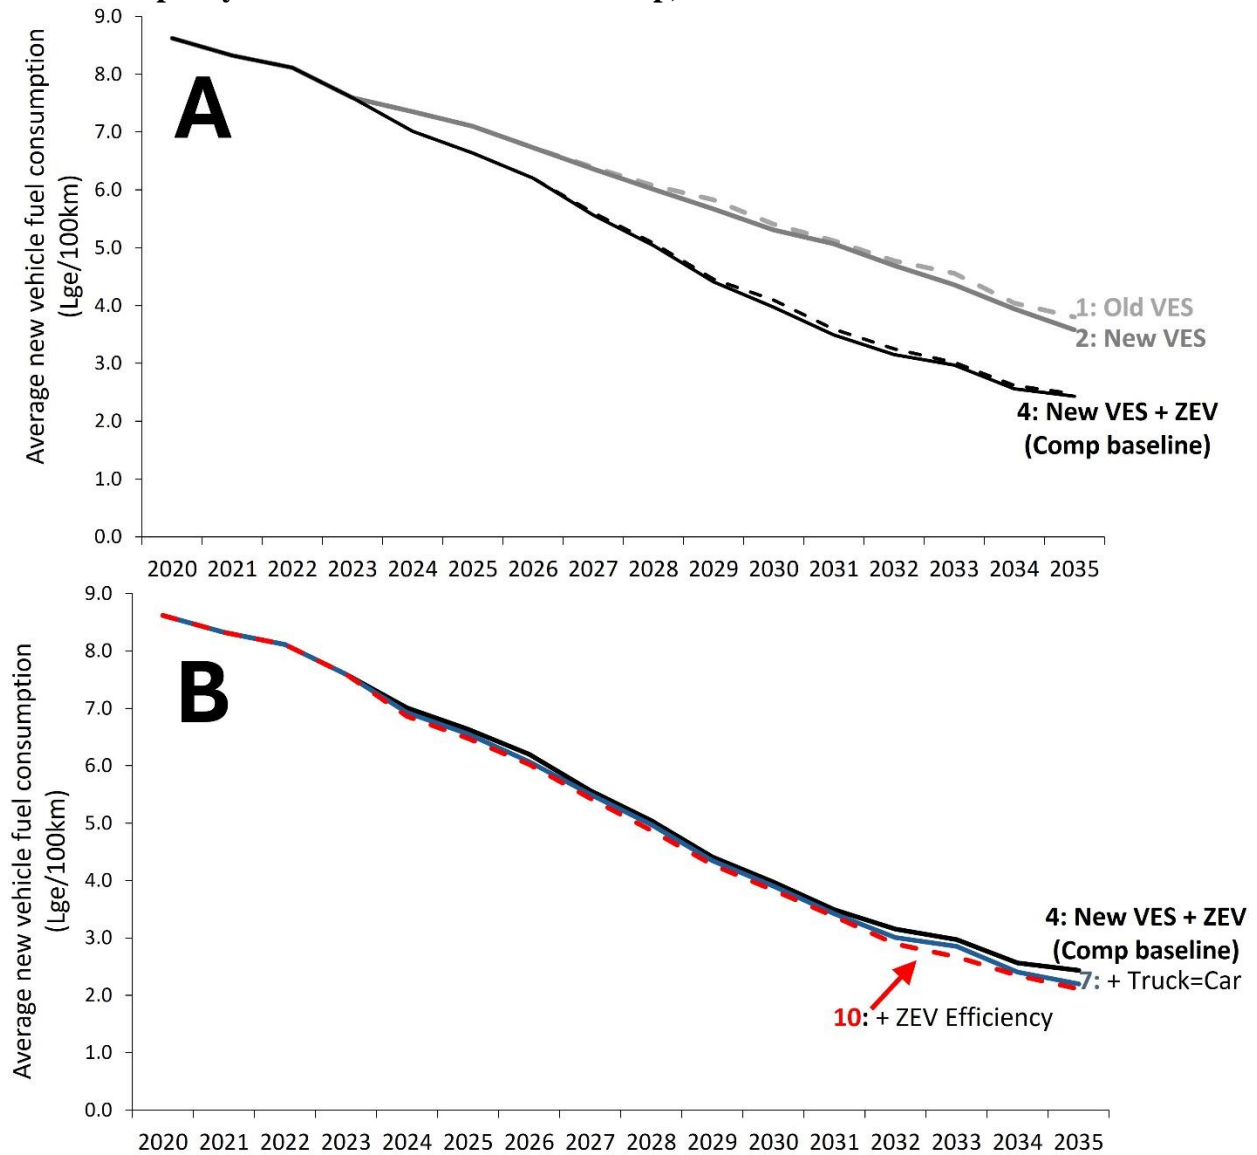 Average new vehicle fuel consumption
(Lge/100km)
9.0
8.0
7.0
6.0
5.0
4.0
3.0
2.0
1.0
0.0
A
1: Old VES
2: New VES
4: New VES + ZEV
(Comp baseline)
2020 2021 2022 2023 2024 2025 2026 2027 2028 2029 2030 2031 2032 2033 2034 2035
Average new vehicle fuel consumption
(Lge/100km)
9.0
8.0
7.0
6.0
5.0
4.0
3.0
2.0
1.0
0.0
B
4: New VES + ZEV
(Comp baseline)
7: + Truck=Car
10: + ZEV Efficiency
2020 2021 2022 2023 2024 2025 2026 2027 2028 2029 2030 2031 2032 2033 2034 2035